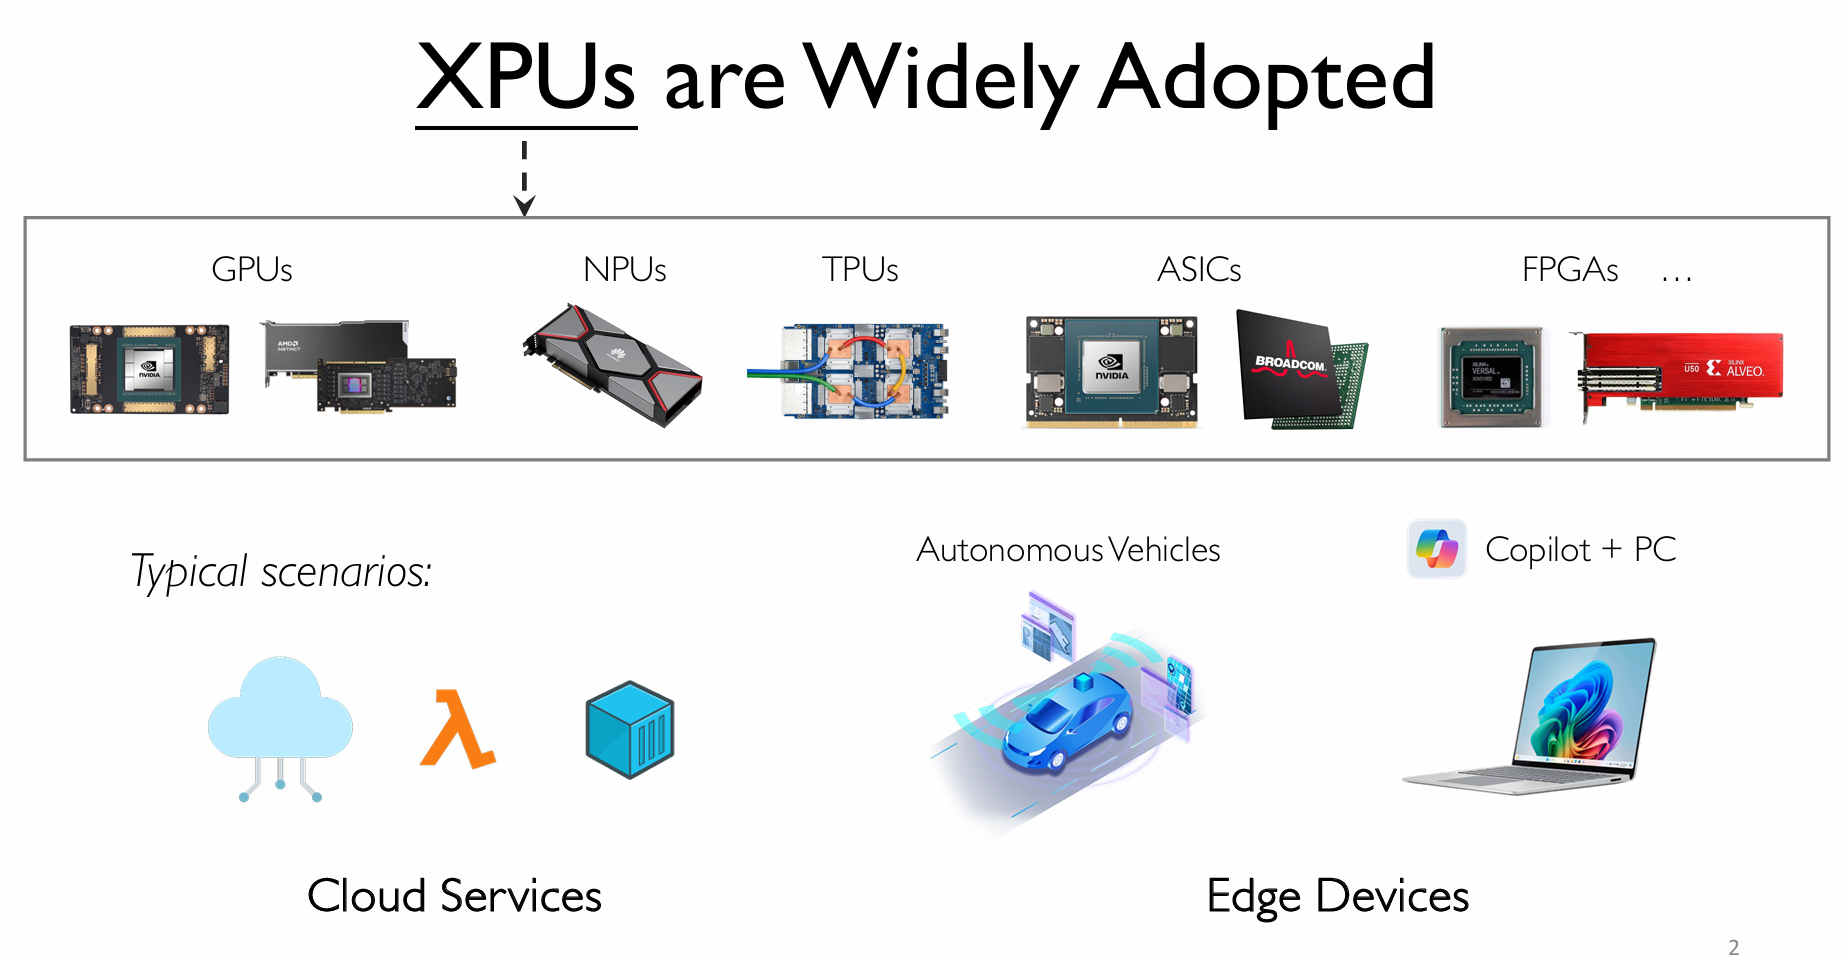 XPUs are Widely Adopted
GPUs
NPUs
TPUs
ASICs
FPGAs ...
NVIDIA
AMD
INSTINCT
NVIDIA
BROADCOM
XILINX
VERSAL
U50
XILINX
ALVEO
Typical scenarios:
Autonomous Vehicles
Copilot + PC
Cloud Services
Edge Devices
2